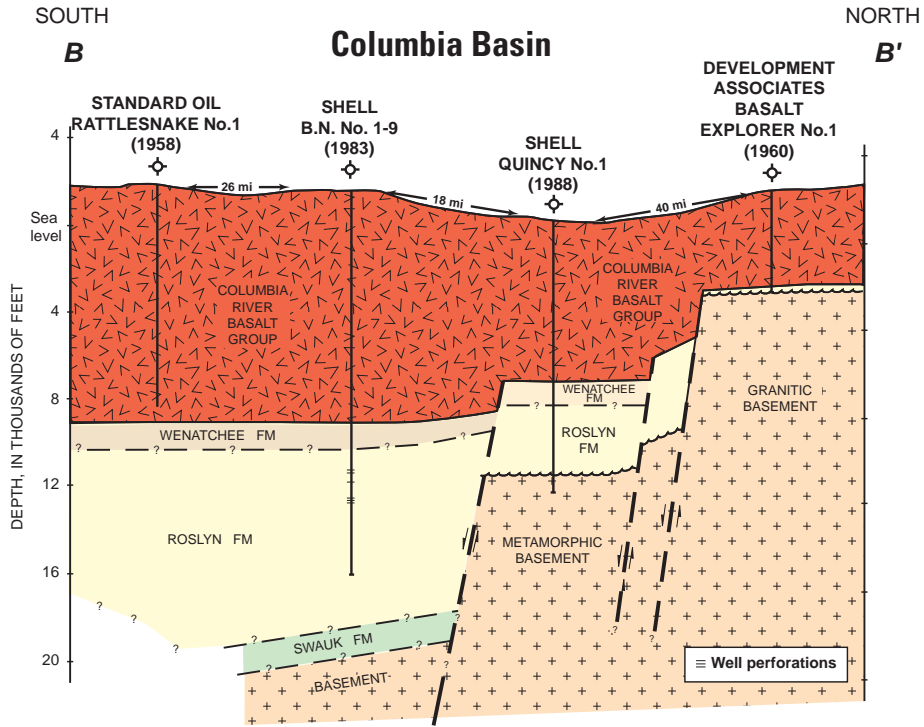 SOUTH
NORTH
B
Columbia Basin
B'
STANDARD OIL
RATTLESNAKE No.1
(1958)
SHELL
B.N. No. 1-9
(1983)
SHELL
QUINCY No.1
(1988)
DEVELOPMENT
ASSOCIATES
BASALT
EXPLORER No.1
(1960)
4
Sea
level
4
8
12
16
20
DEPTH, IN THOUSANDS OF FEET
26 mi
18 mi
40 mi
COLUMBIA
RIVER
BASALT
GROUP
COLUMBIA
RIVER
BASALT
GROUP
WENATCHEE FM
WENATCHEE
FM
ROSLYN
FM
GRANITIC
BASEMENT
ROSLYN FM
METAMORPHIC
BASEMENT
SWAUK FM
BASEMENT
? ? ? ? ? ? ?
? ?
? ? ? ? ? ?
? ? ? ? ?
? ?
≡ Well perforations